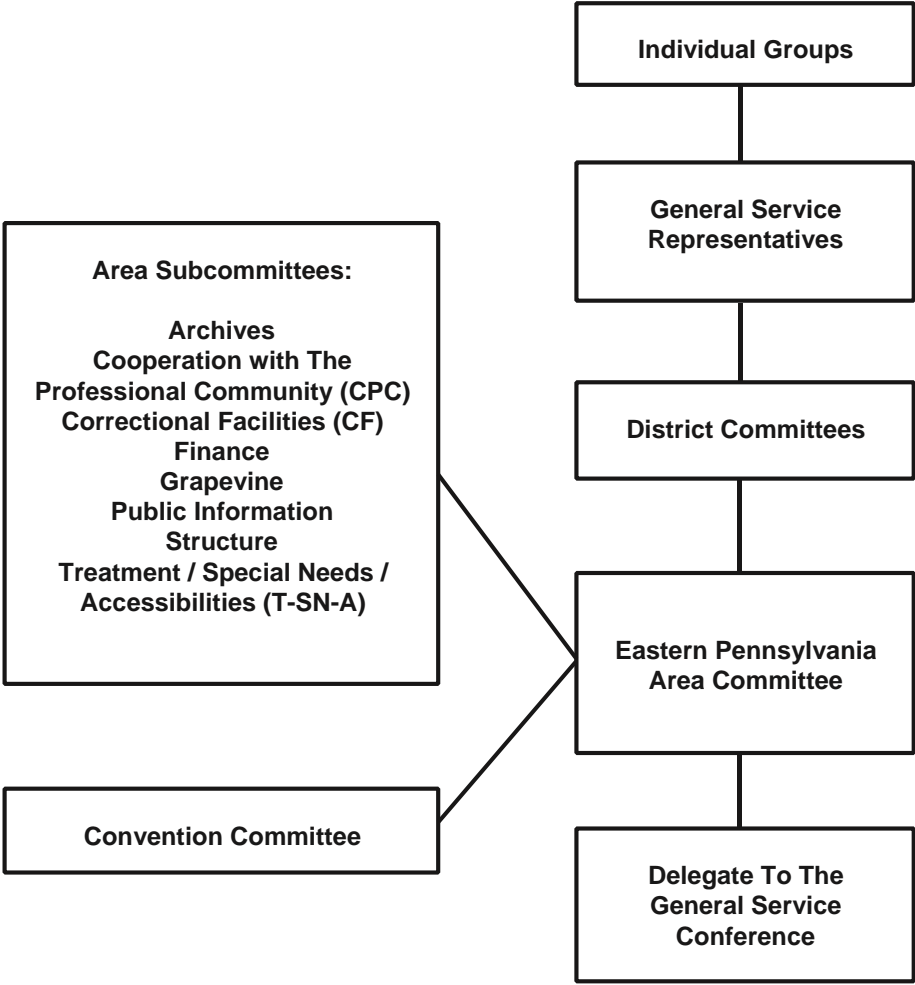 Individual Groups
General Service
Representatives
Area Subcommittees:
Archives
Cooperation with The
Professional Community (CPC)
Correctional Facilities (CF)
Finance
Grapevine
Public Information
Structure
Treatment / Special Needs /
Accessibilities (T-SN-A)
District Committees
Eastern Pennsylvania
Area Committee
Convention Committee
Delegate To The
General Service
Conference